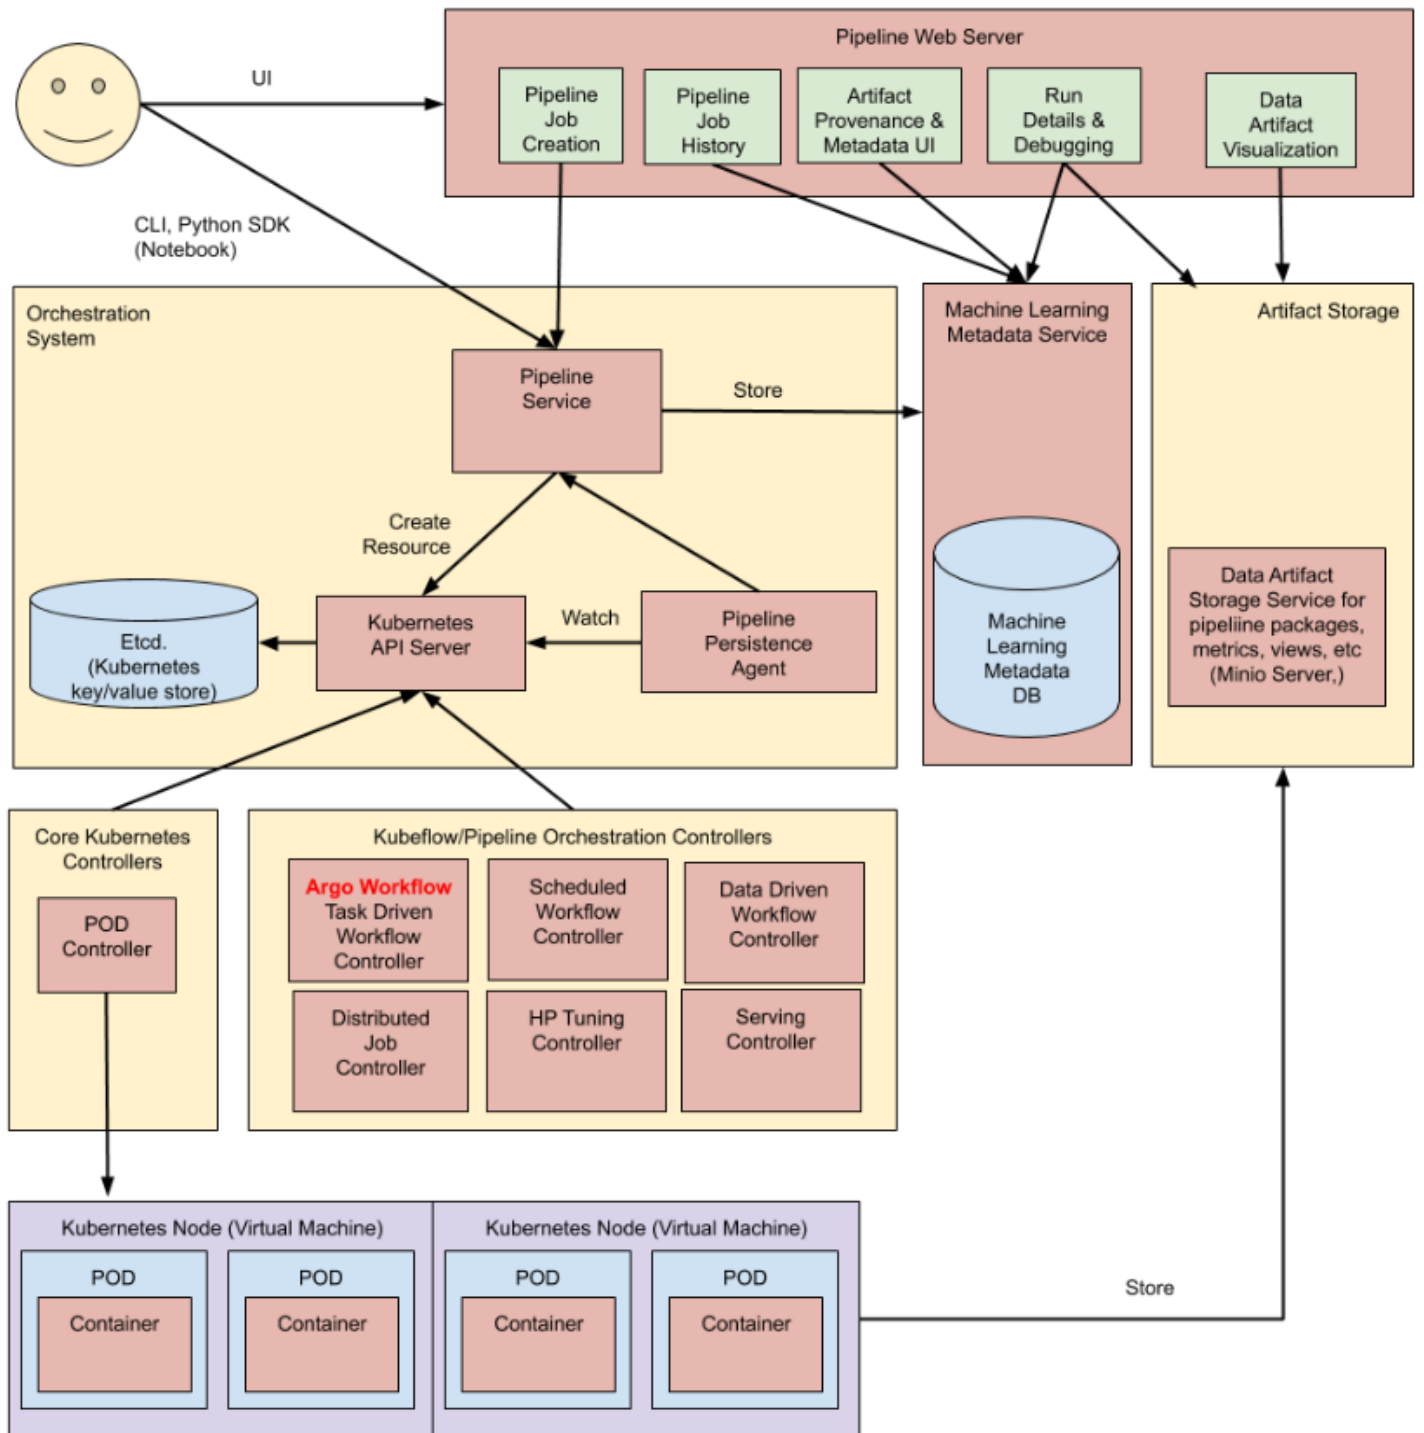 Pipeline Web Server
UI
Pipeline
Job
Creation
Pipeline
Job
History
Artifact
Provenance &
Metadata UI
Run
Details &
Debugging
Data
Artifact
Visualization
CLI, Python SDK
(Notebook)
Orchestration
System
Pipeline
Service
Store
Machine Learning
Metadata Service
Artifact Storage
Create
Resource
Etcd.
(Kubernetes
key/value store)
Kubernetes
API Server
Watch
Pipeline
Persistence
Agent
Machine
Learning
Metadata
DB
Data Artifact
Storage Service for
pipeliine packages,
metrics, views, etc
(Minio Server,)
Core Kubernetes
Controllers
POD
Controller
Kubeflow/Pipeline Orchestration Controllers
Argo Workflow
Task Driven
Workflow
Controller
Scheduled
Workflow
Controller
Data Driven
Workflow
Controller
Distributed
Job
Controller
HP Tuning
Controller
Serving
Controller
Kubernetes Node (Virtual Machine)
POD
Container
POD
Container
Kubernetes Node (Virtual Machine)
POD
Container
POD
Container
Store